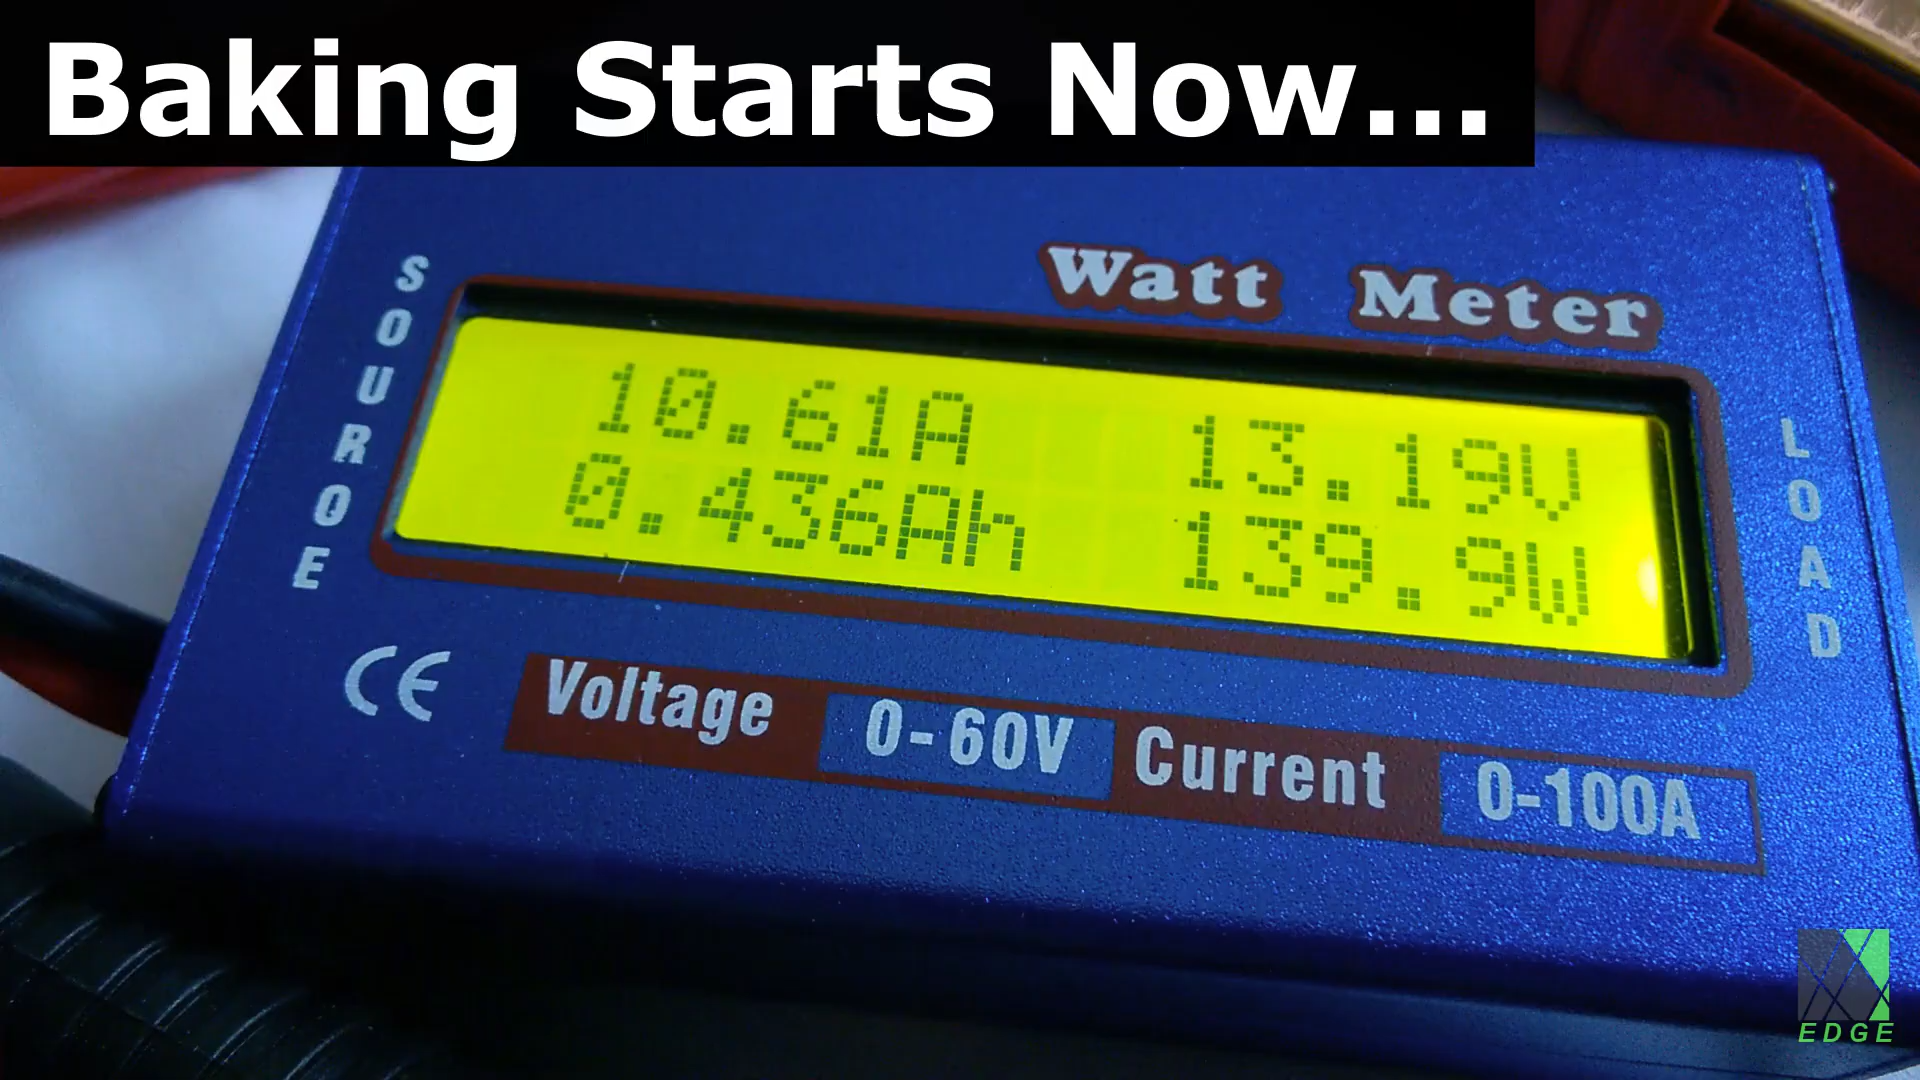 Baking Starts Now...
Watt Meter
SOURCE
10.61A 13.19V
0.436Ah 139.9W
LOAD
CE
Voltage 0-60V Current 0-100A
EDGE